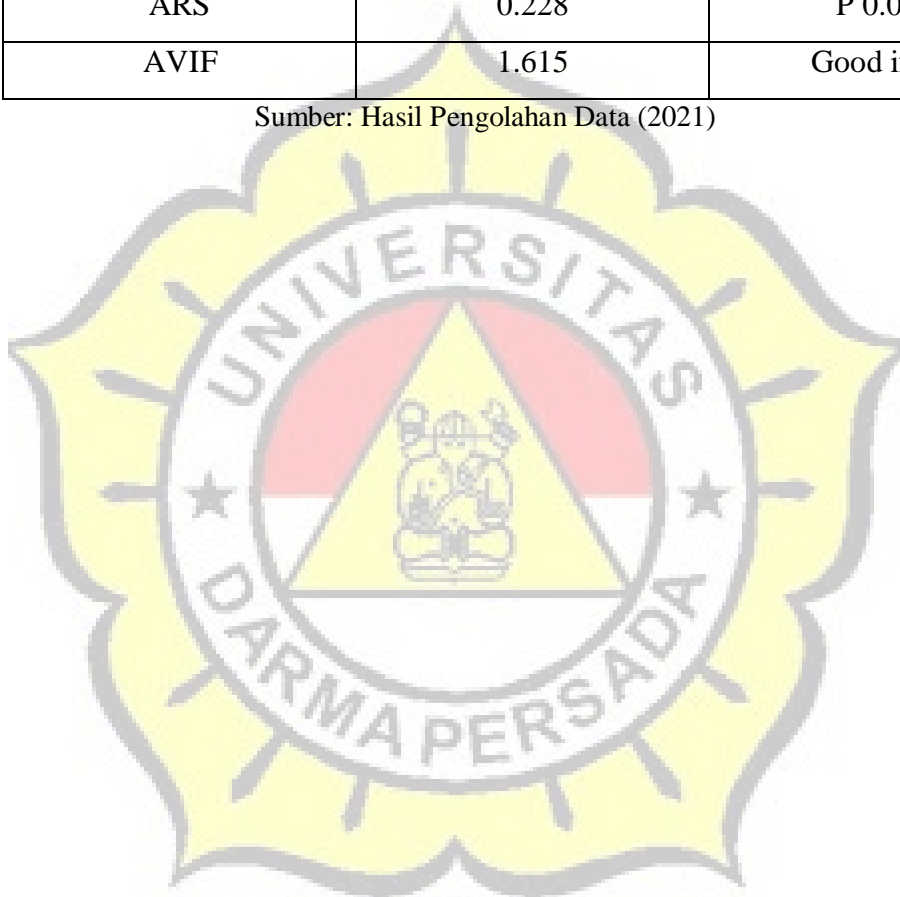 ARS 0.228 P 0.0
AVIF 1.615 Good i
Sumber: Hasil Pengolahan Data (2021)
UNIVERSITAS
DARMA PERSADA